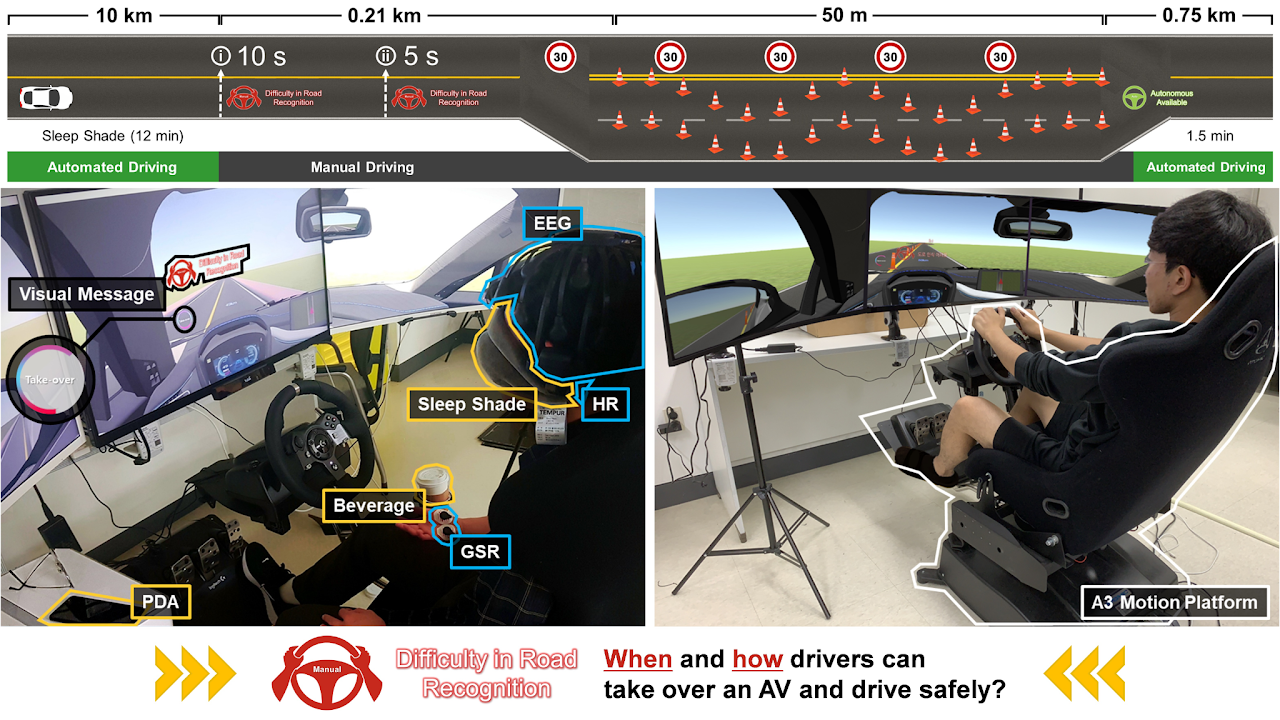 10 km
0.21 km
50 m
0.75 km
i 10 s
ii 5 s
30
30
30
30
30
Manual
Difficulty in Road
Recognition
Manual
Difficulty in Road
Recognition
Autonomous
Available
Sleep Shade (12 min)
1.5 min
Automated Driving
Manual Driving
Automated Driving
EEG
Difficulty in Road
Recognition
Visual Message
Take-over
Sleep Shade
HR
TEMPUR
Beverage
GSR
PDA
A3 Motion Platform
Manual
Difficulty in Road
Recognition
When and how drivers can
take over an AV and drive safely?